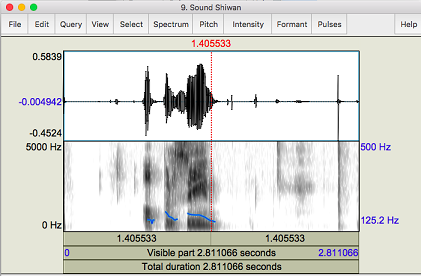 9. Sound Shiwan
File Edit Query View Select Spectrum Pitch Intensity Formant Pulses Help
1.405533
0.5839
-0.004942
-0.4524
5000 Hz 500 Hz
0 Hz 125.2 Hz
1.405533 1.405533
0 Visible part 2.811066 seconds 2.811066
Total duration 2.811066 seconds